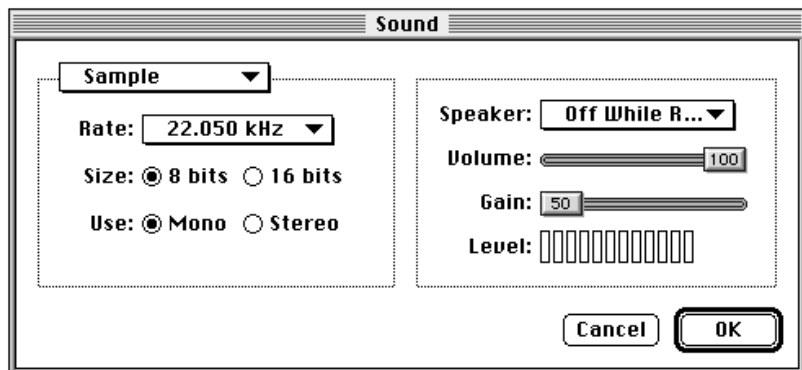 Sound
Sample
Rate: 22.050 kHz
Size: 8 bits 16 bits
Use: Mono Stereo
Speaker: Off While R...
Volume: 100
Gain: 50
Level:
Cancel OK